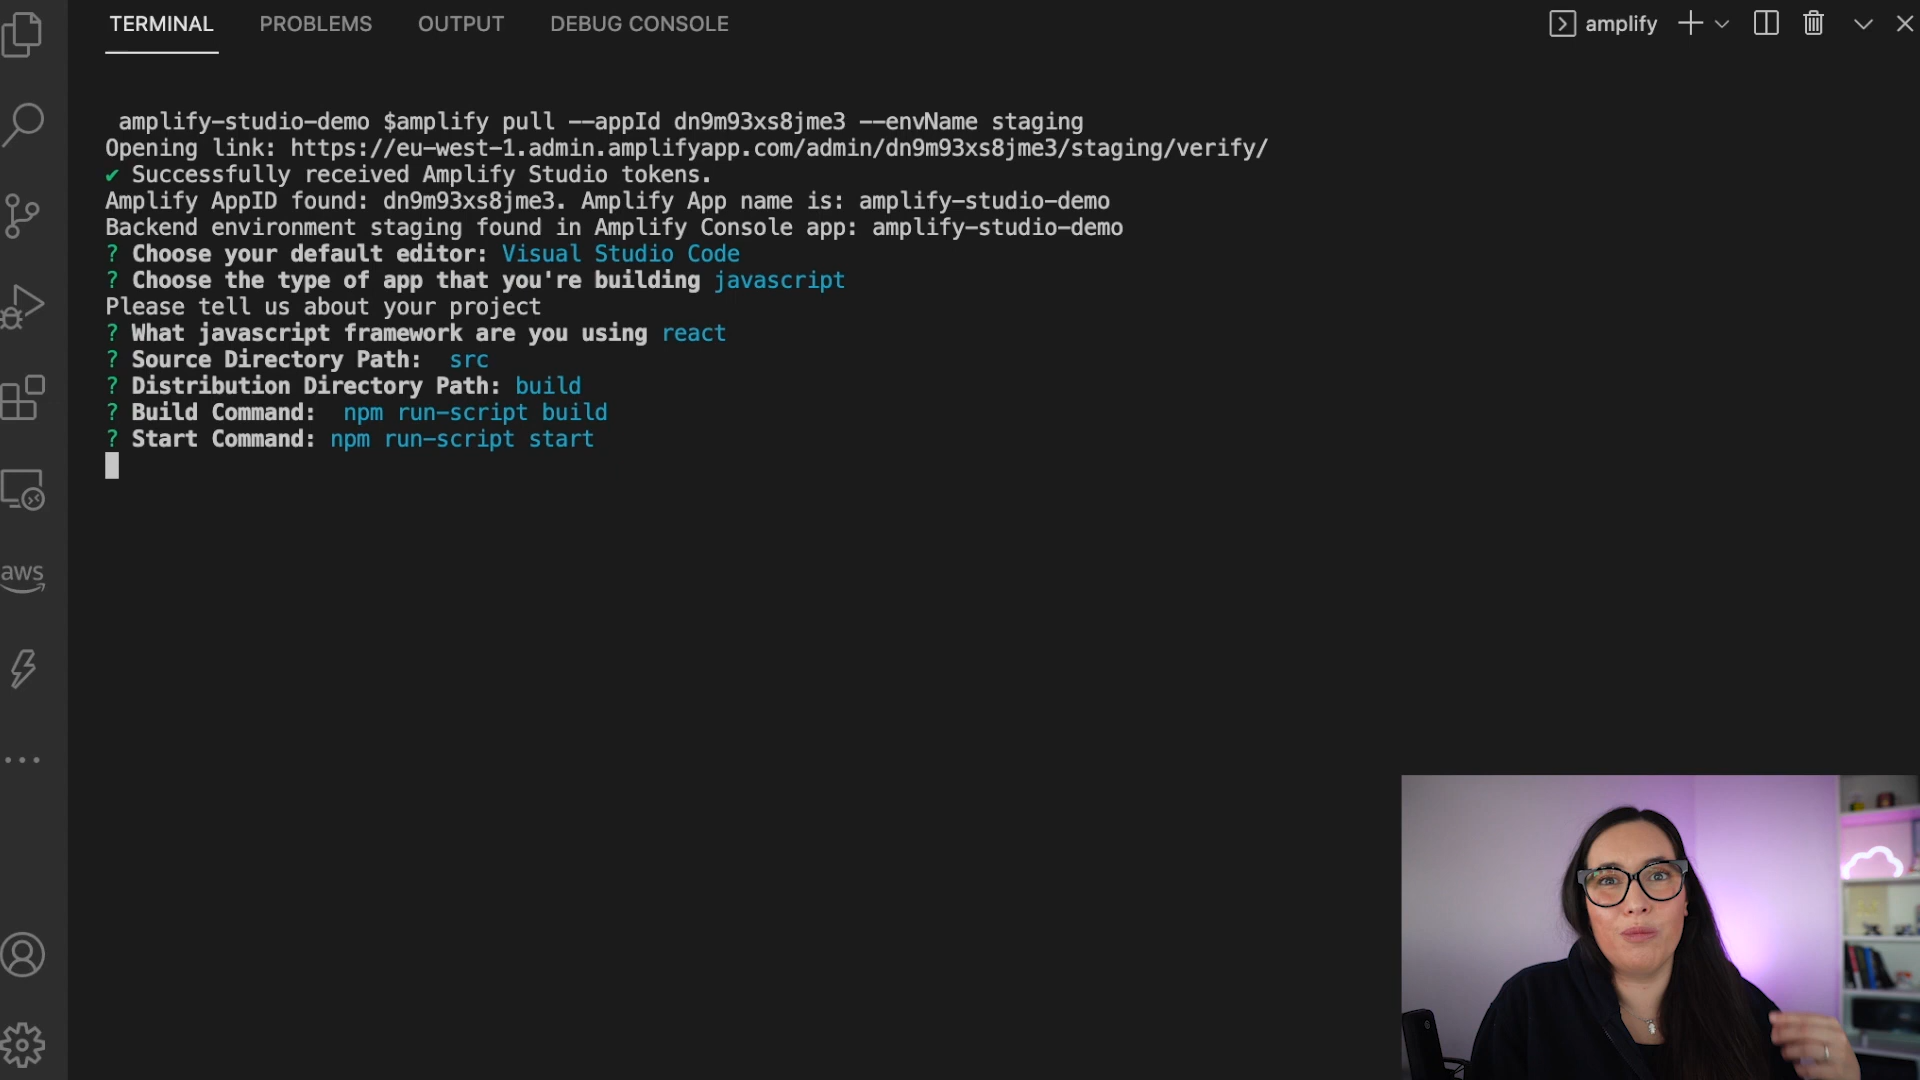 TERMINAL PROBLEMS OUTPUT DEBUG CONSOLE amplify
amplify-studio-demo $amplify pull --appId dn9m93xs8jme3 --envName staging
Opening link: https://eu-west-1.admin.amplifyapp.com/admin/dn9m93xs8jme3/staging/verify/
✔ Successfully received Amplify Studio tokens.
Amplify AppID found: dn9m93xs8jme3. Amplify App name is: amplify-studio-demo
Backend environment staging found in Amplify Console app: amplify-studio-demo
? Choose your default editor: Visual Studio Code
? Choose the type of app that you're building javascript
Please tell us about your project
? What javascript framework are you using react
? Source Directory Path: src
? Distribution Directory Path: build
? Build Command: npm run-script build
? Start Command: npm run-script start
aws